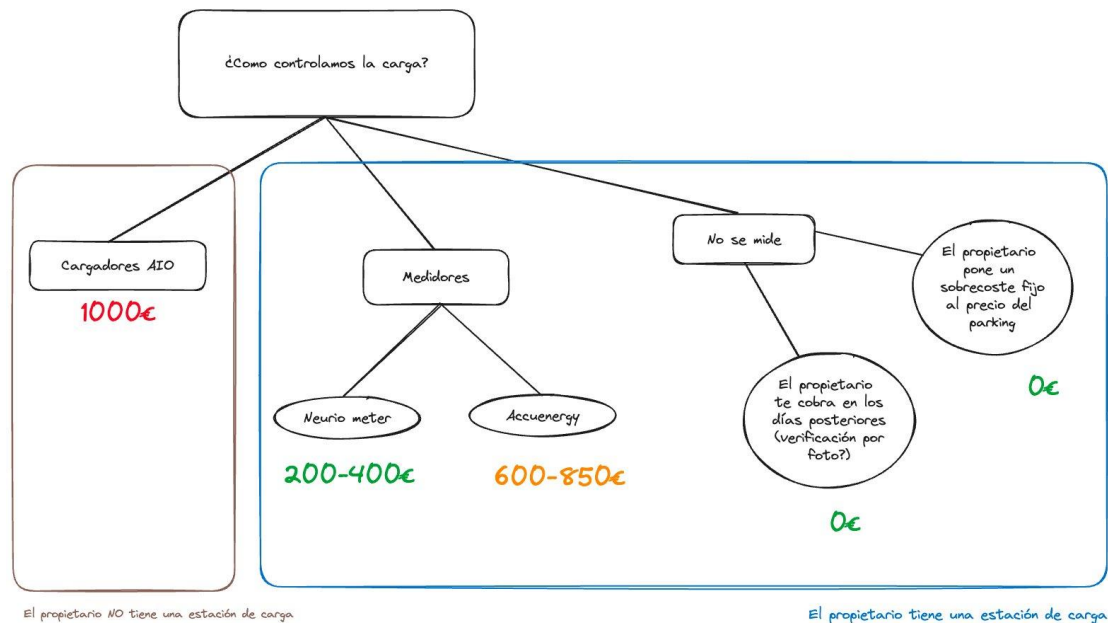 ¿Como controlamos la carga?
Cargadores AIO
1000€
Medidores
Neurio meter
200-400€
Accuenergy
600-850€
No se mide
El propietario
te cobra en los
días posteriores
(verificación por
foto?)
0€
El propietario
pone un
sobrecoste fijo
al precio del
parking
0€
El propietario NO tiene una estación de carga
El propietario tiene una estación de carga